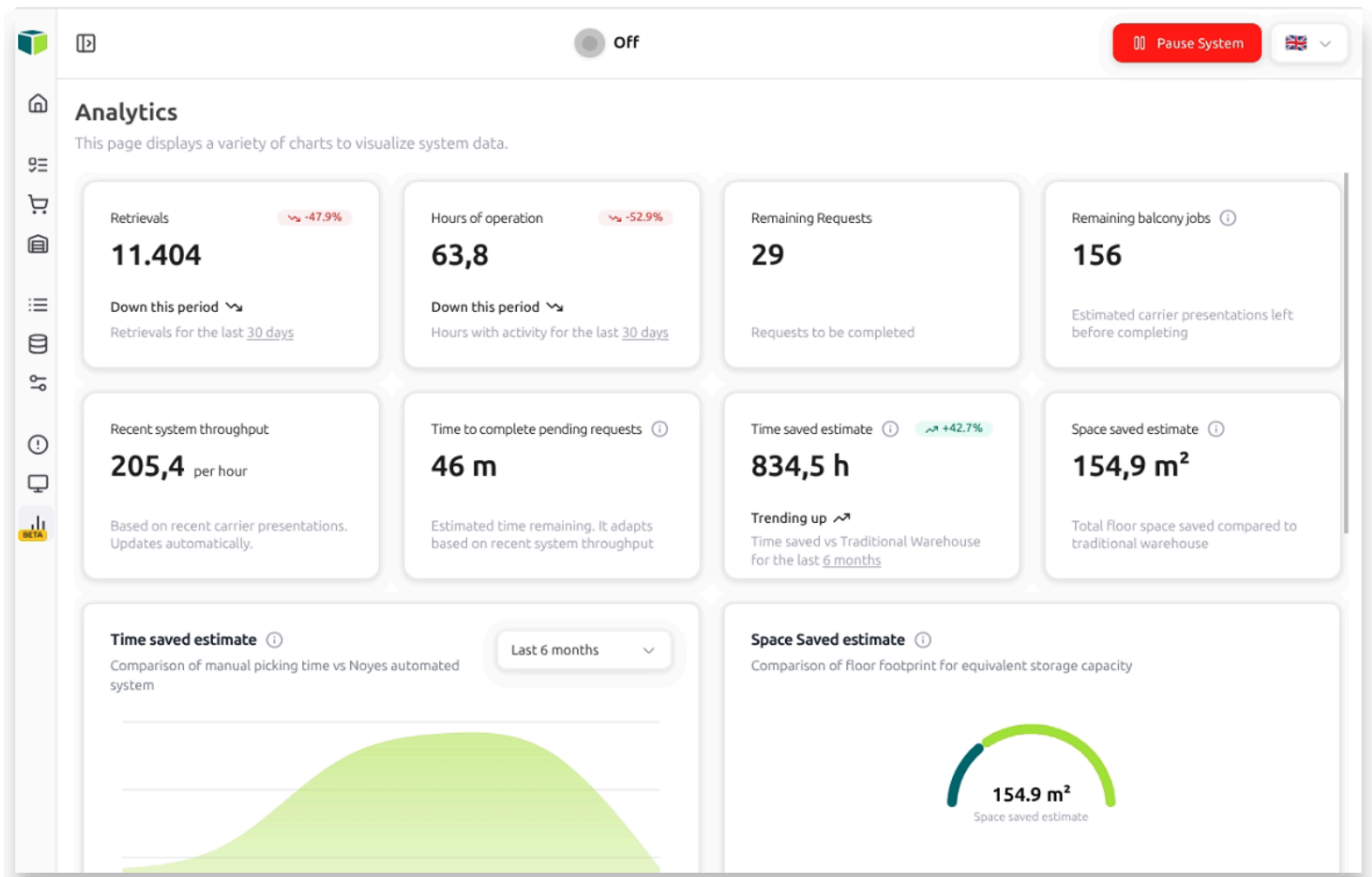 Off
Pause System
Analytics
This page displays a variety of charts to visualize system data.
Retrievals
-47.9%
11.404
Down this period
Retrievals for the last 30 days
Hours of operation
-52.9%
63,8
Down this period
Hours with activity for the last 30 days
Remaining Requests
29
Requests to be completed
Remaining balcony jobs
156
Estimated carrier presentations left
before completing
Recent system throughput
205,4 per hour
Based on recent carrier presentations.
Updates automatically.
Time to complete pending requests
46 m
Estimated time remaining. It adapts
based on recent system throughput
Time saved estimate
+42.7%
834,5 h
Trending up
Time saved vs Traditional Warehouse
for the last 6 months
Space saved estimate
154,9 m²
Total floor space saved compared to
traditional warehouse
BETA
Time saved estimate
Comparison of manual picking time vs Noyes automated
system
Last 6 months
Space Saved estimate
Comparison of floor footprint for equivalent storage capacity
154.9 m²
Space saved estimate